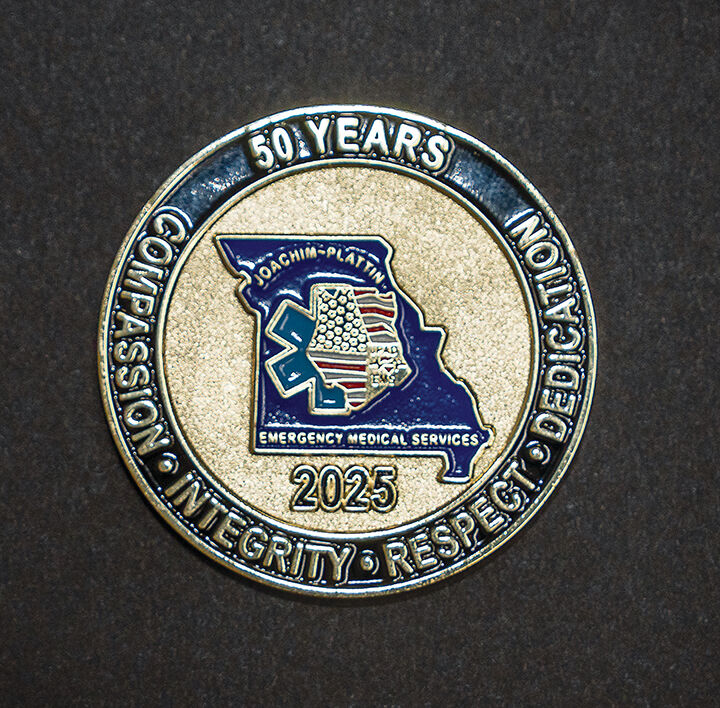 50 YEARS
COMPASSION • INTEGRITY • RESPECT • DEDICATION
JOACHIM-PLATTIN
EMERGENCY MEDICAL SERVICES
2025